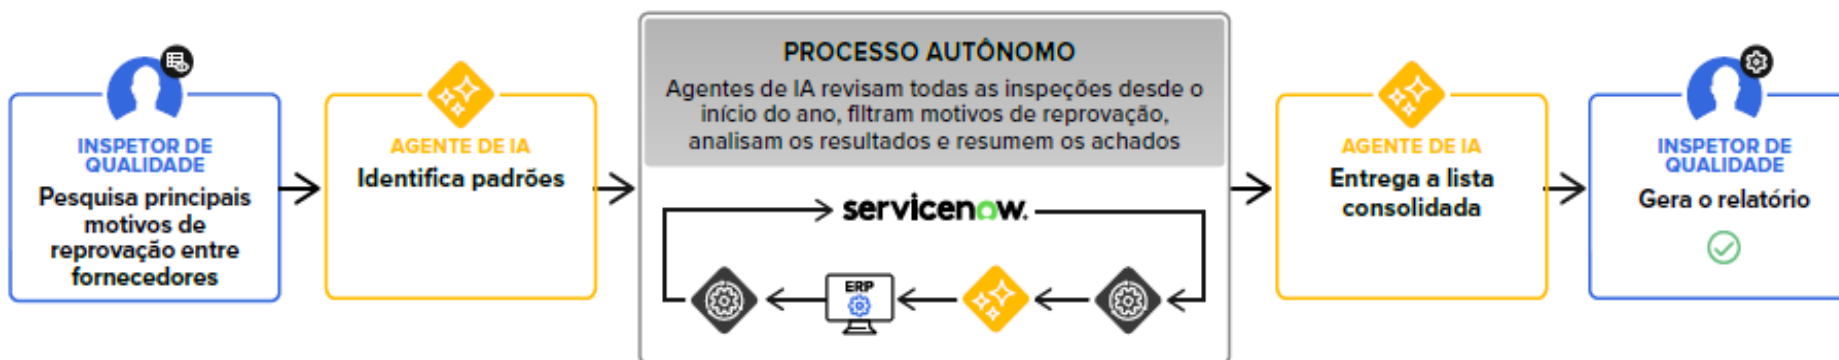 INSPETOR DE
QUALIDADE
Pesquisa principais
motivos de
reprovação entre
fornecedores
AGENTE DE IA
Identifica padrões
PROCESSO AUTÔNOMO
Agentes de IA revisam todas as inspeções desde o
início do ano, filtram motivos de reprovação,
analisam os resultados e resumem os achados
servicenow.
ERP
AGENTE DE IA
Entrega a lista
consolidada
INSPETOR DE
QUALIDADE
Gera o relatório